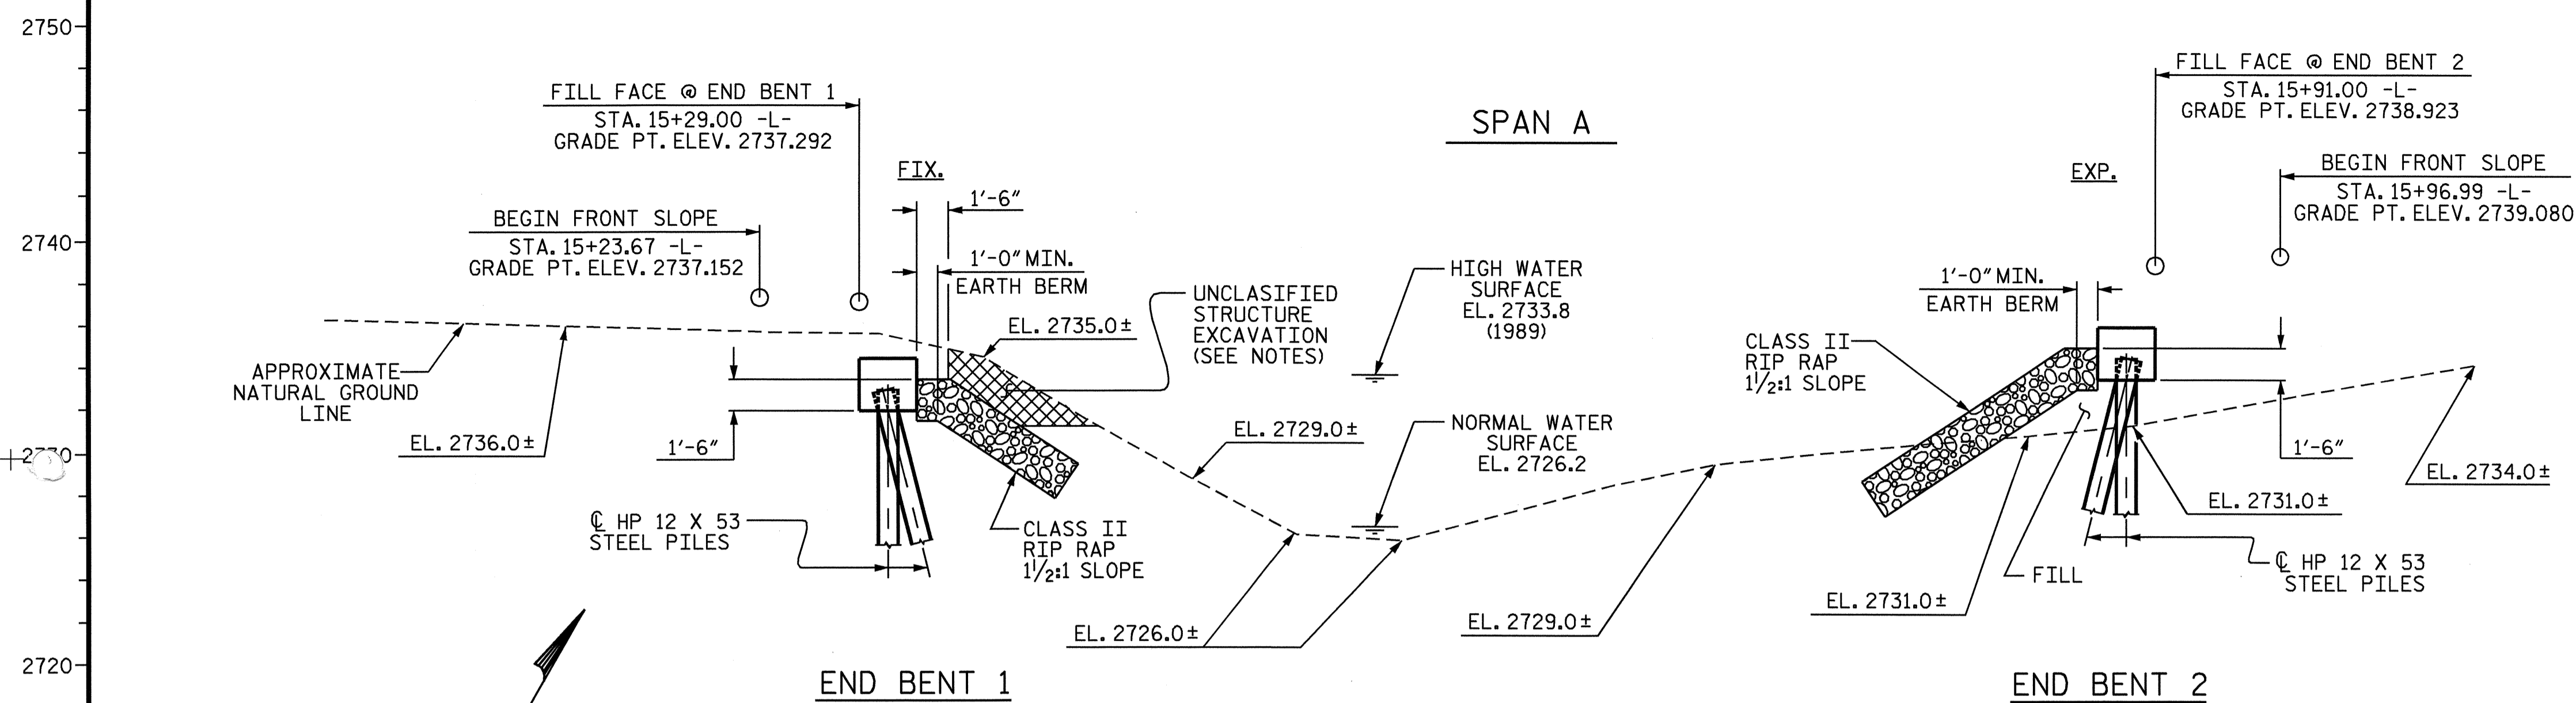 2750
2740
2730
2720
FILL FACE @ END BENT 1
STA. 15+29.00 -L-
GRADE PT. ELEV. 2737.292
BEGIN FRONT SLOPE
STA. 15+23.67 -L-
GRADE PT. ELEV. 2737.152
FIX.
1'-6"
1'-0" MIN.
EARTH BERM
UNCLASIFIED
STRUCTURE
EXCAVATION
(SEE NOTES)
EL. 2735.0±
APPROXIMATE
NATURAL GROUND
LINE
EL. 2736.0±
1'-6"
℄ HP 12 X 53
STEEL PILES
CLASS II
RIP RAP
1½:1 SLOPE
END BENT 1
SPAN A
HIGH WATER
SURFACE
EL. 2733.8
(1989)
EL. 2729.0±
NORMAL WATER
SURFACE
EL. 2726.2
EL. 2726.0±
EL. 2729.0±
FILL FACE @ END BENT 2
STA. 15+91.00 -L-
GRADE PT. ELEV. 2738.923
EXP.
BEGIN FRONT SLOPE
STA. 15+96.99 -L-
GRADE PT. ELEV. 2739.080
1'-0" MIN.
EARTH BERM
CLASS II
RIP RAP
1½:1 SLOPE
1'-6"
EL. 2734.0±
EL. 2731.0±
℄ HP 12 X 53
STEEL PILES
FILL
EL. 2731.0±
END BENT 2